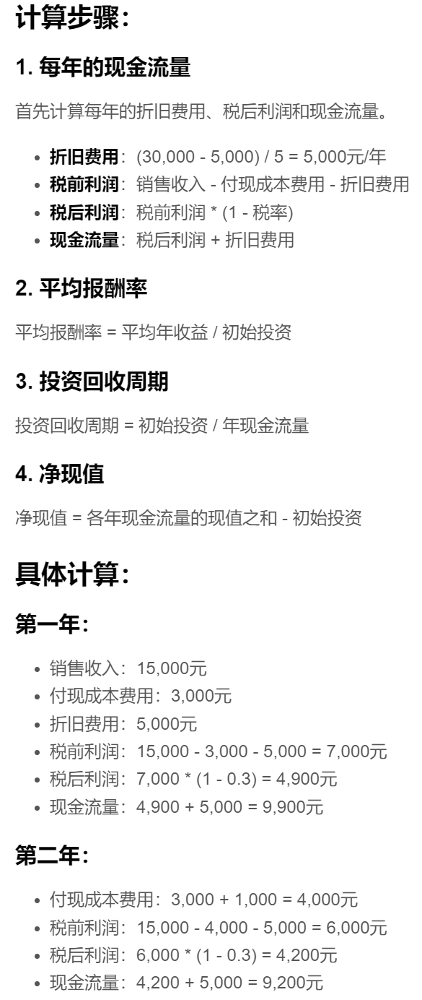 计算步骤：
1. 每年的现金流量
首先计算每年的折旧费用、税后利润和现金流量。
• 折旧费用：(30,000 - 5,000) / 5 = 5,000元/年
• 税前利润：销售收入 - 付现成本费用 - 折旧费用
• 税后利润：税前利润 * (1 - 税率)
• 现金流量：税后利润 + 折旧费用
2. 平均报酬率
平均报酬率 = 平均年收益 / 初始投资
3. 投资回收周期
投资回收周期 = 初始投资 / 年现金流量
4. 净现值
净现值 = 各年现金流量的现值之和 - 初始投资
具体计算：
第一年：
• 销售收入：15,000元
• 付现成本费用：3,000元
• 折旧费用：5,000元
• 税前利润：15,000 - 3,000 - 5,000 = 7,000元
• 税后利润：7,000 * (1 - 0.3) = 4,900元
• 现金流量：4,900 + 5,000 = 9,900元
第二年：
• 付现成本费用：3,000 + 1,000 = 4,000元
• 税前利润：15,000 - 4,000 - 5,000 = 6,000元
• 税后利润：6,000 * (1 - 0.3) = 4,200元
• 现金流量：4,200 + 5,000 = 9,200元